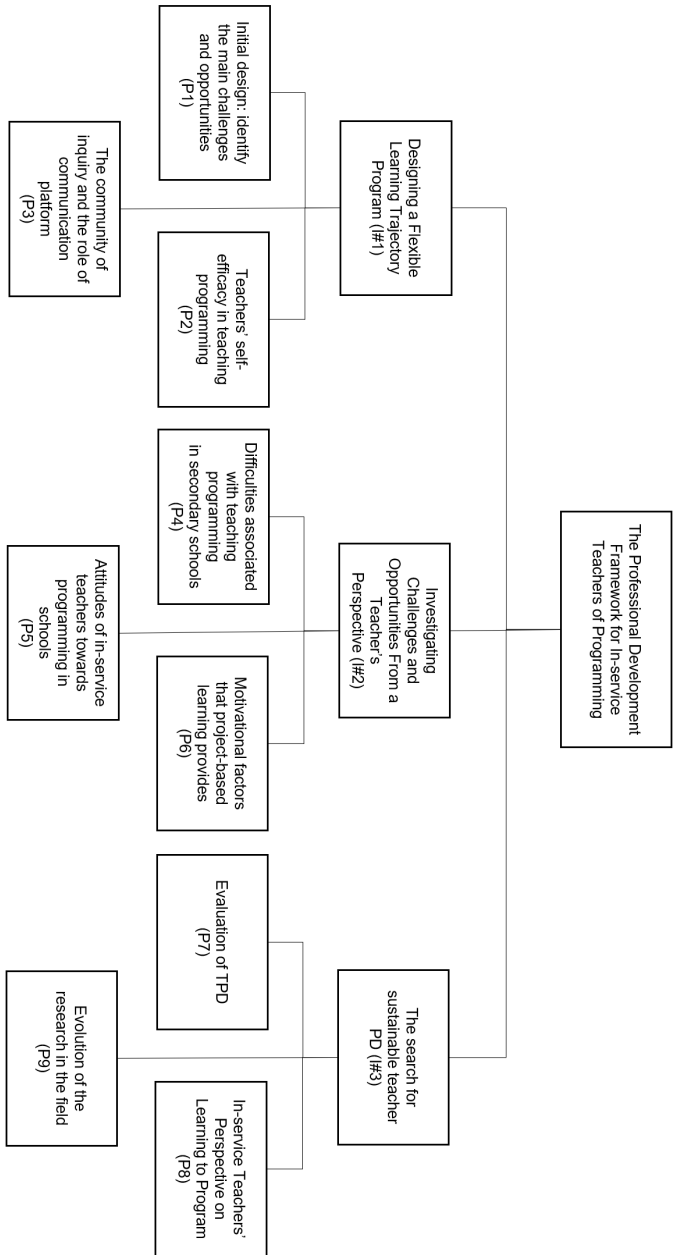 The Professional Development
Framework for In-service
Teachers of Programming
Designing a Flexible
Learning Trajectory
Program (I#1)
Investigating
Challenges and
Opportunities From a
Teacher's
Perspective (I#2)
The search for
sustainable teacher
PD (I#3)
Initial design: identify
the main challenges
and opportunities
(P1)
Teachers' self-
efficacy in teaching
programming
(P2)
The community of
inquiry and the role of
communication
platform
(P3)
Difficulties associated
with teaching
programming
in secondary schools
(P4)
Motivational factors
that project-based
learning provides
(P6)
Attitudes of in-service
teachers towards
programming in
schools
(P5)
Evaluation of TPD
(P7)
In-service Teachers'
Perspective on
Learning to Program
(P8)
Evolution of the
research in the field
(P9)